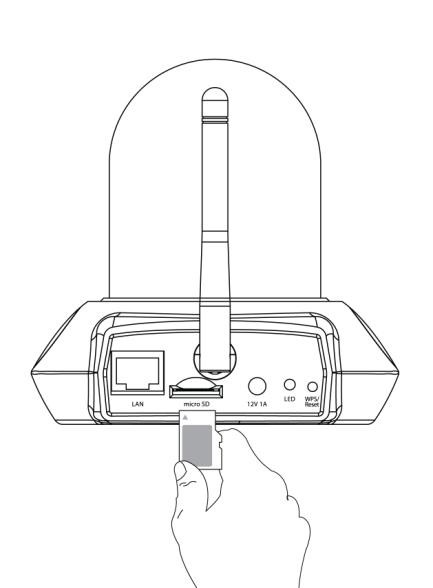 LAN
micro SD
12V 1A
LED
WPS/
Reset